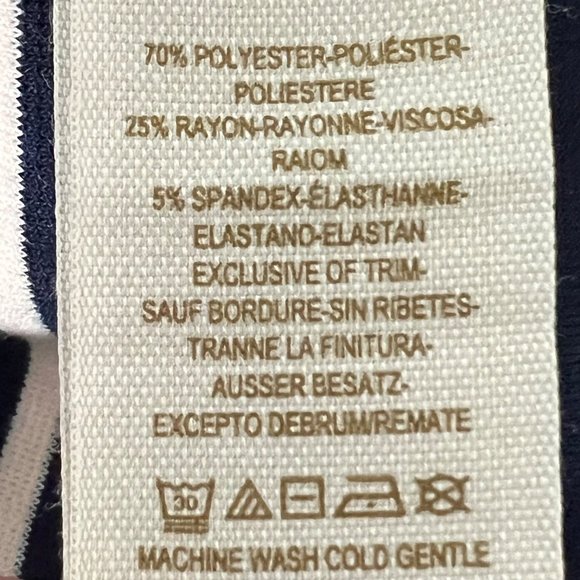 70% POLYESTER-POLIÉSTER-
POLIESTERE
25% RAYON-RAYONNE-VISCOSA-
RAIOM
5% SPANDEX-ÉLASTHANNE-
ELASTANO-ELASTAN
EXCLUSIVE OF TRIM-
SAUF BORDURE-SIN RIBETES-
TRANNE LA FINITURA-
AUSSER BESATZ-
EXCEPTO DEBRUM/REMATE
30
MACHINE WASH COLD GENTLE